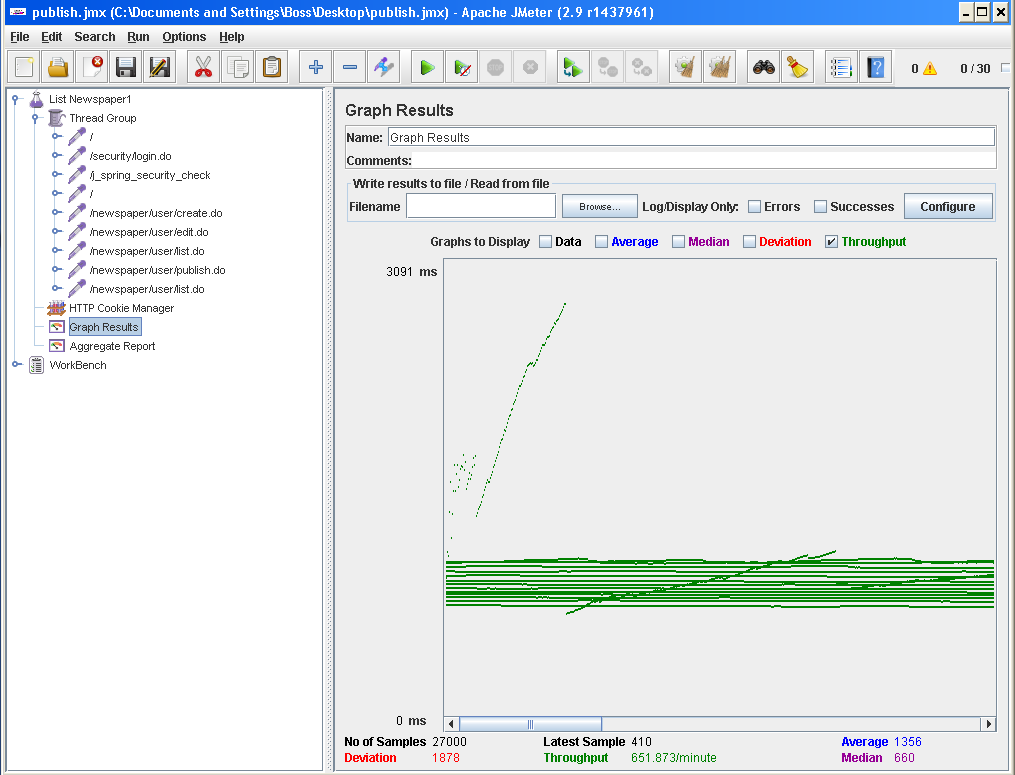 publish.jmx (C:\Documents and Settings\Boss\Desktop\publish.jmx) - Apache JMeter (2.9 r1437961)
File Edit Search Run Options Help
0 0 / 30
List Newspaper1
Thread Group
/
/security/login.do
/j_spring_security_check
/
/newspaper/user/create.do
/newspaper/user/edit.do
/newspaper/user/list.do
/newspaper/user/publish.do
/newspaper/user/list.do
HTTP Cookie Manager
Graph Results
Aggregate Report
WorkBench
Graph Results
Name: Graph Results
Comments:
Write results to file / Read from file
Filename Browse... Log/Display Only: Errors Successes Configure
Graphs to Display Data Average Median Deviation Throughput
3091 ms
0 ms
No of Samples 27000 Latest Sample 410 Average 1356
Deviation 1878 Throughput 651.873/minute Median 660